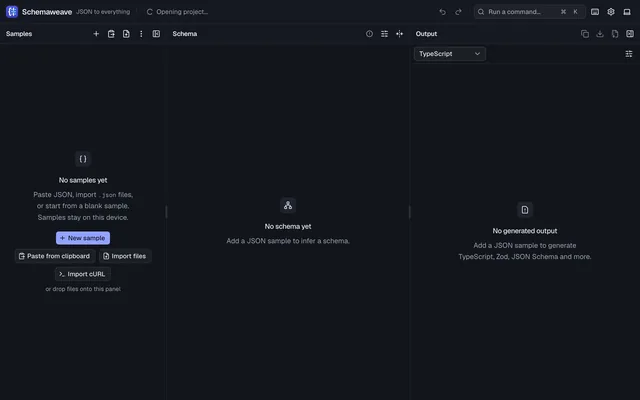 Schemaweave JSON to everything Opening project... Run a command... ⌘ K
Samples Schema Output
TypeScript
{}
No samples yet
Paste JSON, import .json files,
or start from a blank sample.
Samples stay on this device.
New sample
Paste from clipboard Import files
Import cURL
or drop files onto this panel
No schema yet
Add a JSON sample to infer a schema.
No generated output
Add a JSON sample to generate
TypeScript, Zod, JSON Schema and more.